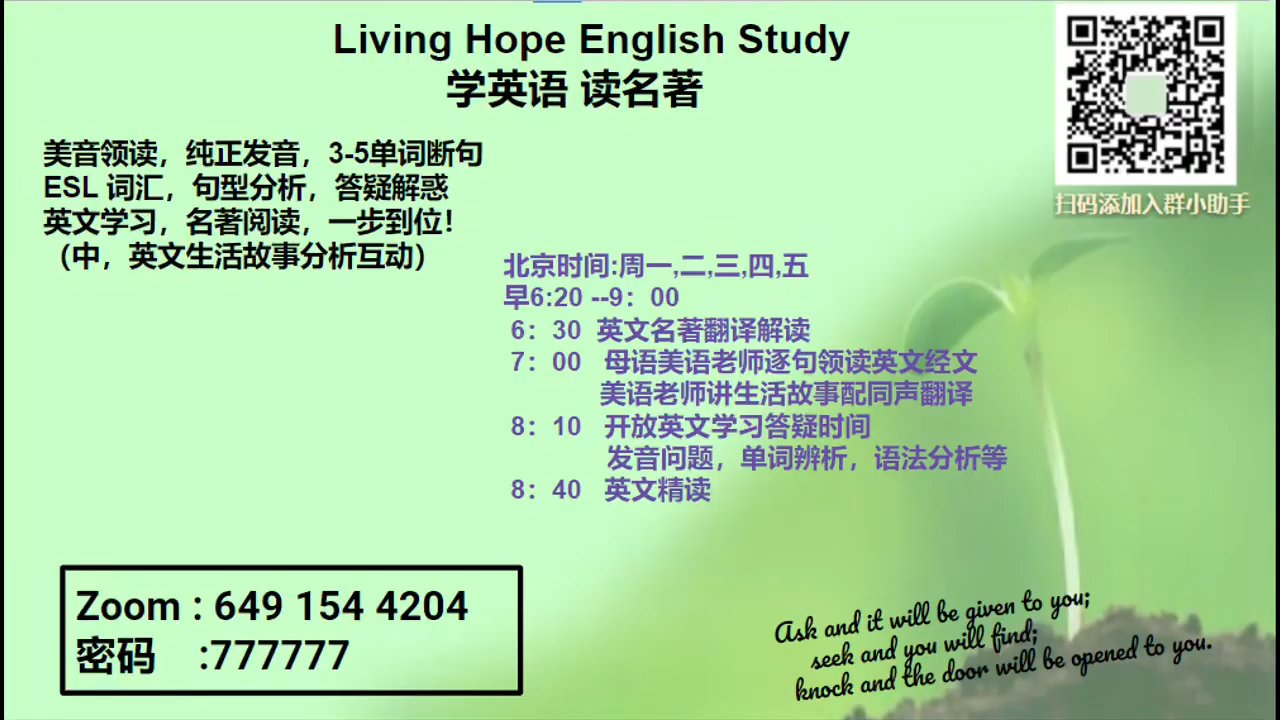 Living Hope English Study
学英语 读名著
美音领读，纯正发音，3-5单词断句
ESL 词汇，句型分析，答疑解惑
英文学习，名著阅读，一步到位！
（中，英文生活故事分析互动）
扫码添加入群小助手
北京时间:周一,二,三,四,五
早6:20 --9：00
6：30 英文名著翻译解读
7：00 母语美语老师逐句领读英文经文
美语老师讲生活故事配同声翻译
8：10 开放英文学习答疑时间
发音问题，单词辨析，语法分析等
8：40 英文精读
Zoom : 649 154 4204
密码 :777777
Ask and it will be given to you;
seek and you will find;
knock and the door will be opened to you.